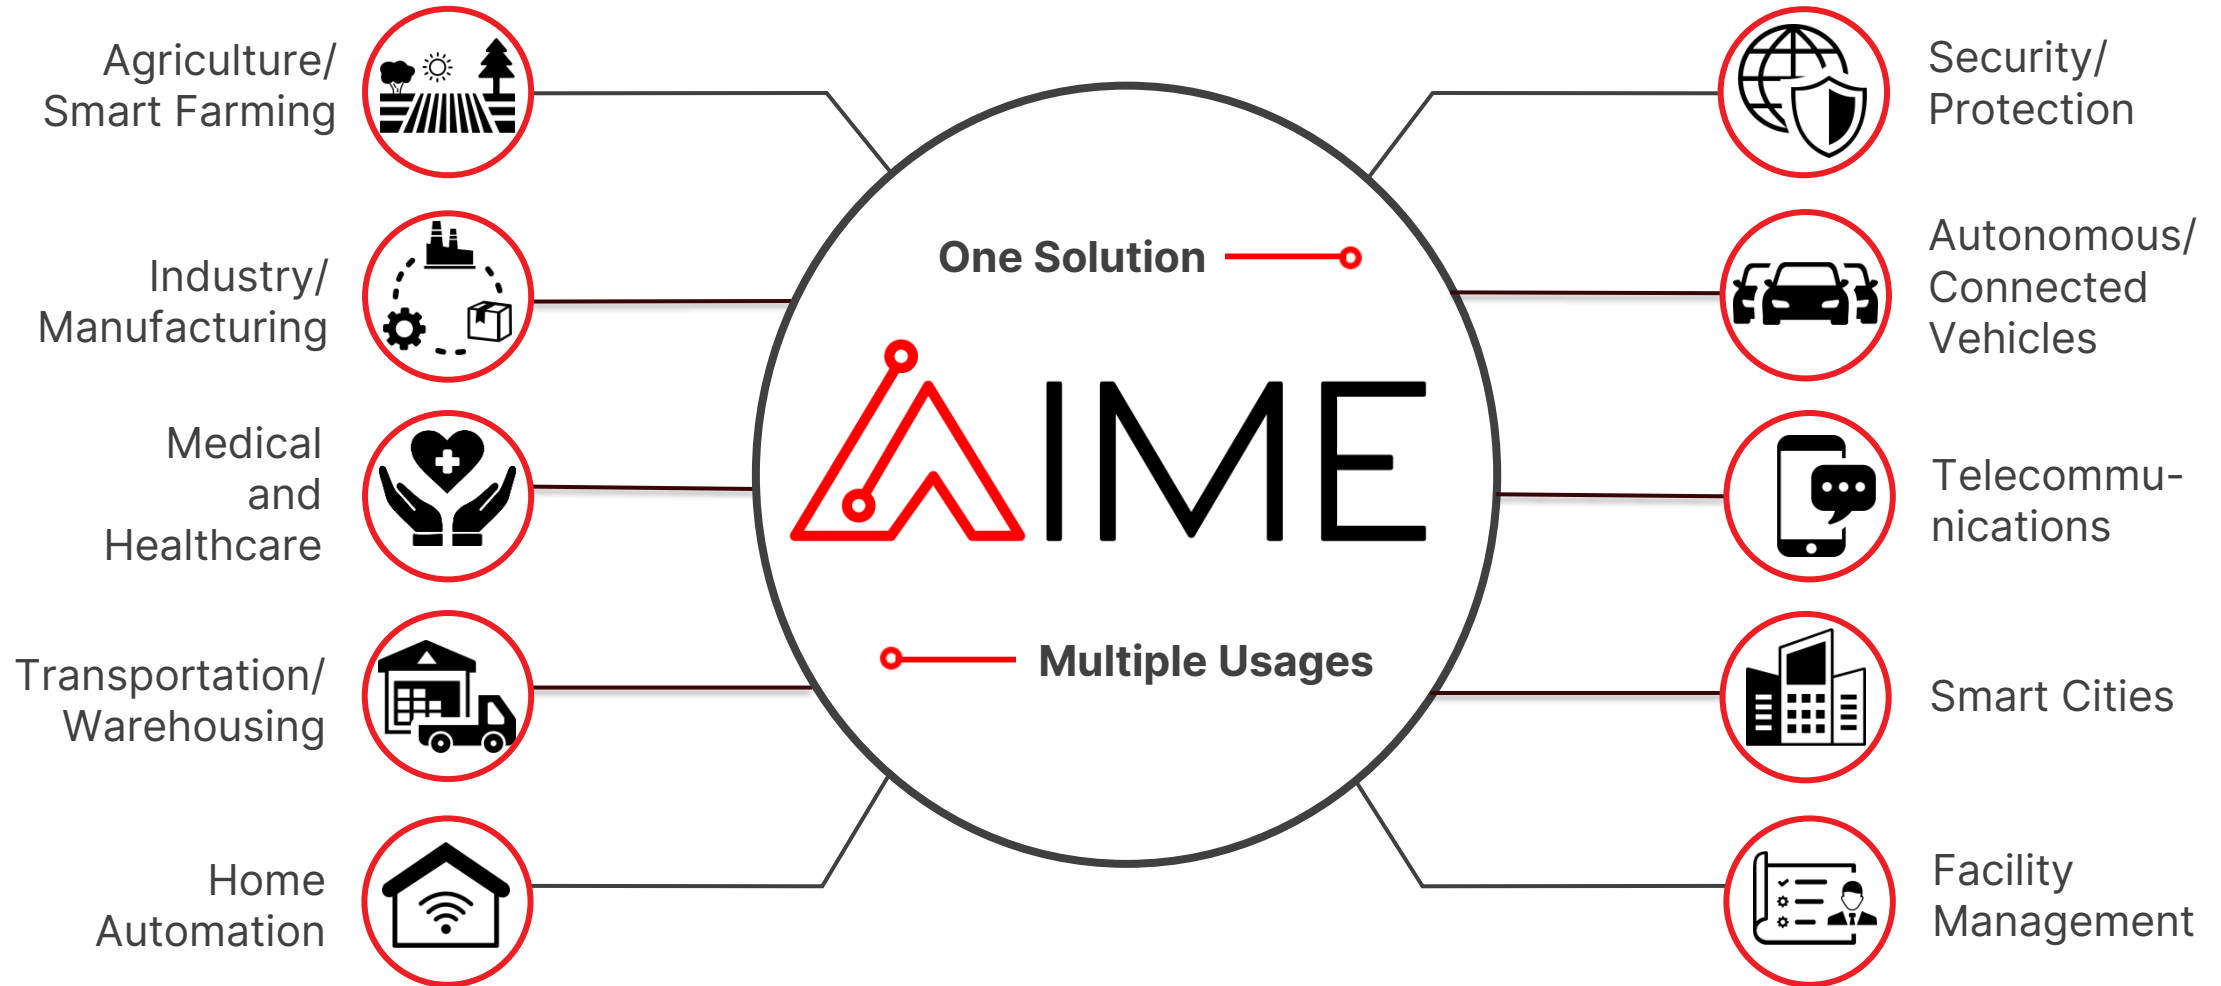 Agriculture/
Smart Farming
Industry/
Manufacturing
Medical
and
Healthcare
Transportation/
Warehousing
Home
Automation
One Solution
AIME
Multiple Usages
Security/
Protection
Autonomous/
Connected
Vehicles
Telecommu-
nications
Smart Cities
Facility
Management